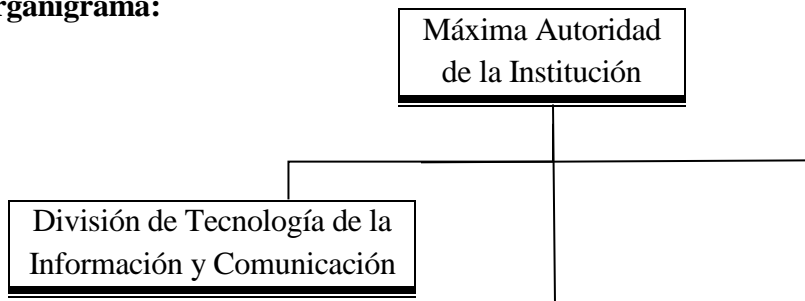 rganigrama:
Máxima Autoridad
de la Institución
División de Tecnología de la
Información y Comunicación